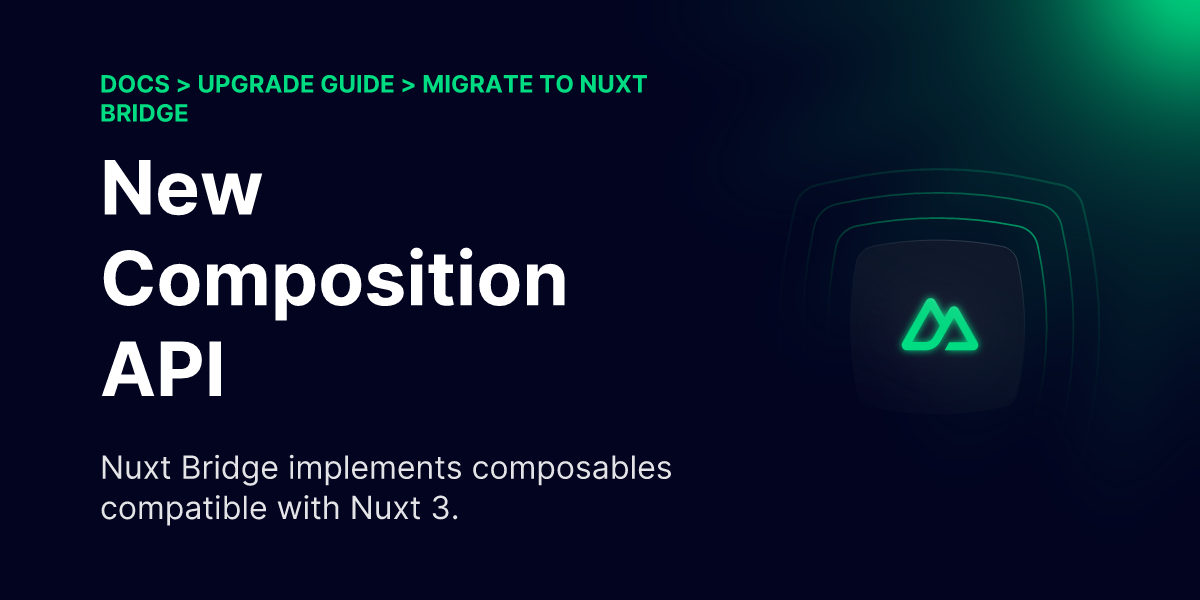 DOCS > UPGRADE GUIDE > MIGRATE TO NUXT
BRIDGE
New
Composition
API
Nuxt Bridge implements composables
compatible with Nuxt 3.